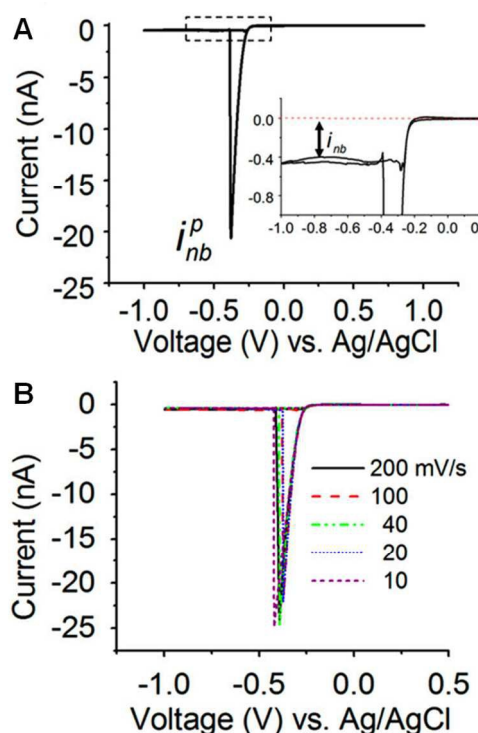 A
Current (nA)
0
-5
-10
-15
-20
-25
i_nb^p
0.0
-0.4
-0.8
i_nb
-1.0 -0.8 -0.6 -0.4 -0.2 0.0 0.2
-1.0 -0.5 0.0 0.5 1.0
Voltage (V) vs. Ag/AgCl
B
Current (nA)
0
-5
-10
-15
-20
-25
200 mV/s
100
40
20
10
-1.0 -0.5 0.0 0.5
Voltage (V) vs. Ag/AgCl